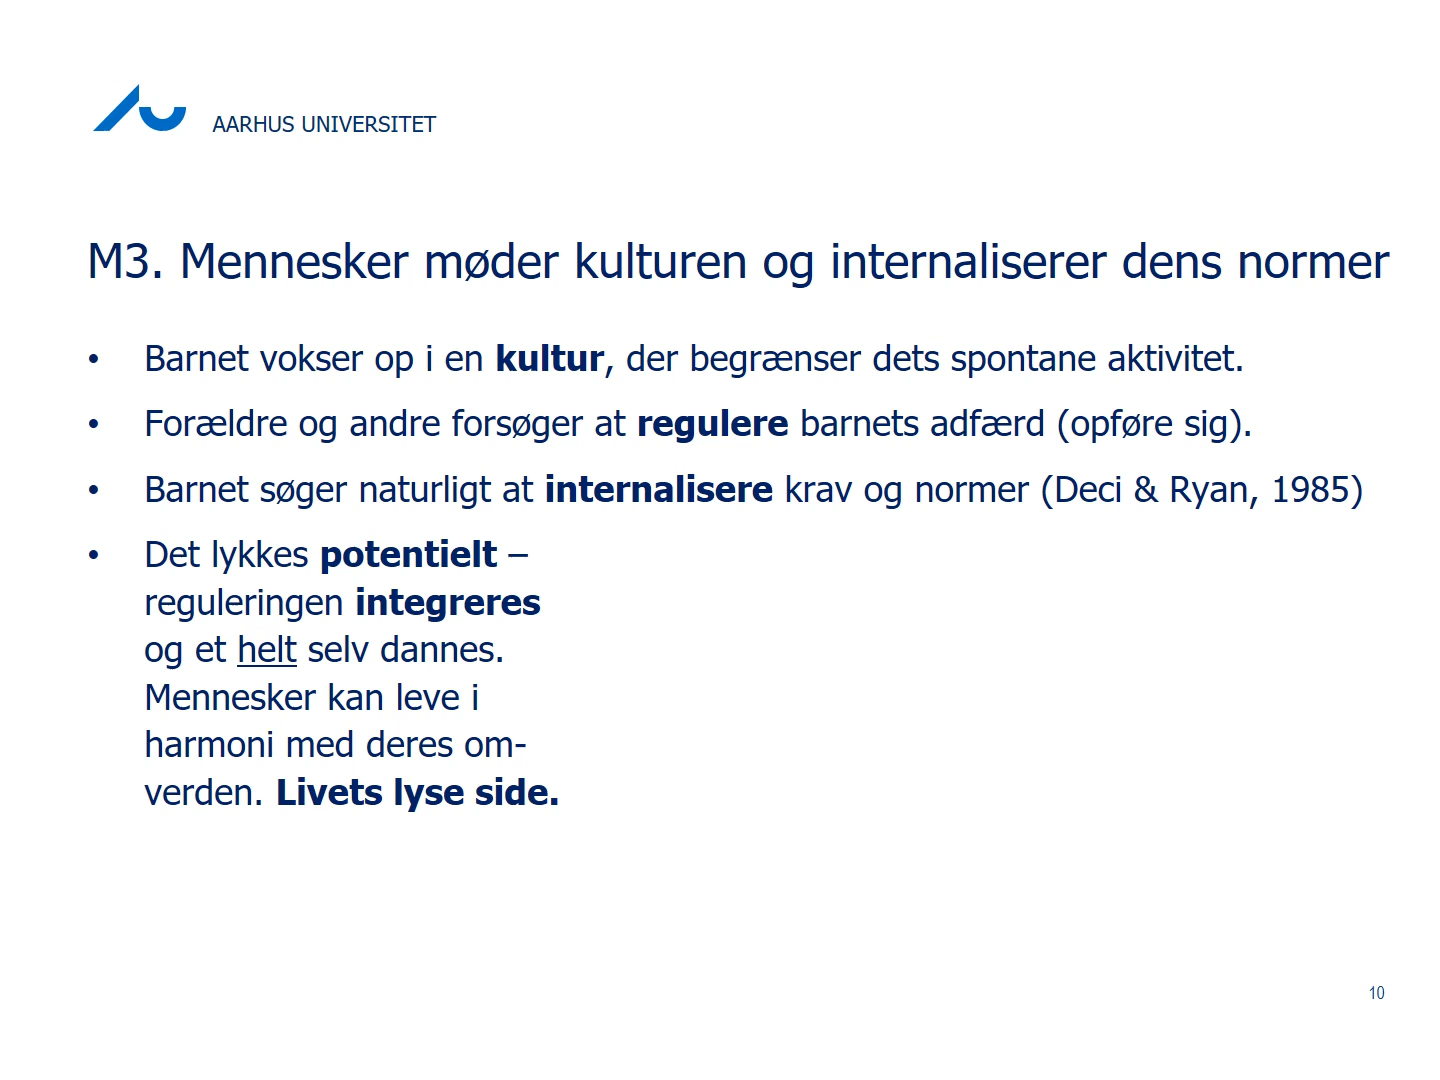 AARHUS UNIVERSITET
M3. Mennesker møder kulturen og internaliserer dens normer
• Barnet vokser op i en kultur, der begrænser dets spontane aktivitet.
• Forældre og andre forsøger at regulere barnets adfærd (opføre sig).
• Barnet søger naturligt at internalisere krav og normer (Deci & Ryan, 1985)
• Det lykkes potentielt –
reguleringen integreres
og et helt selv dannes.
Mennesker kan leve i
harmoni med deres om-
verden. Livets lyse side.
10